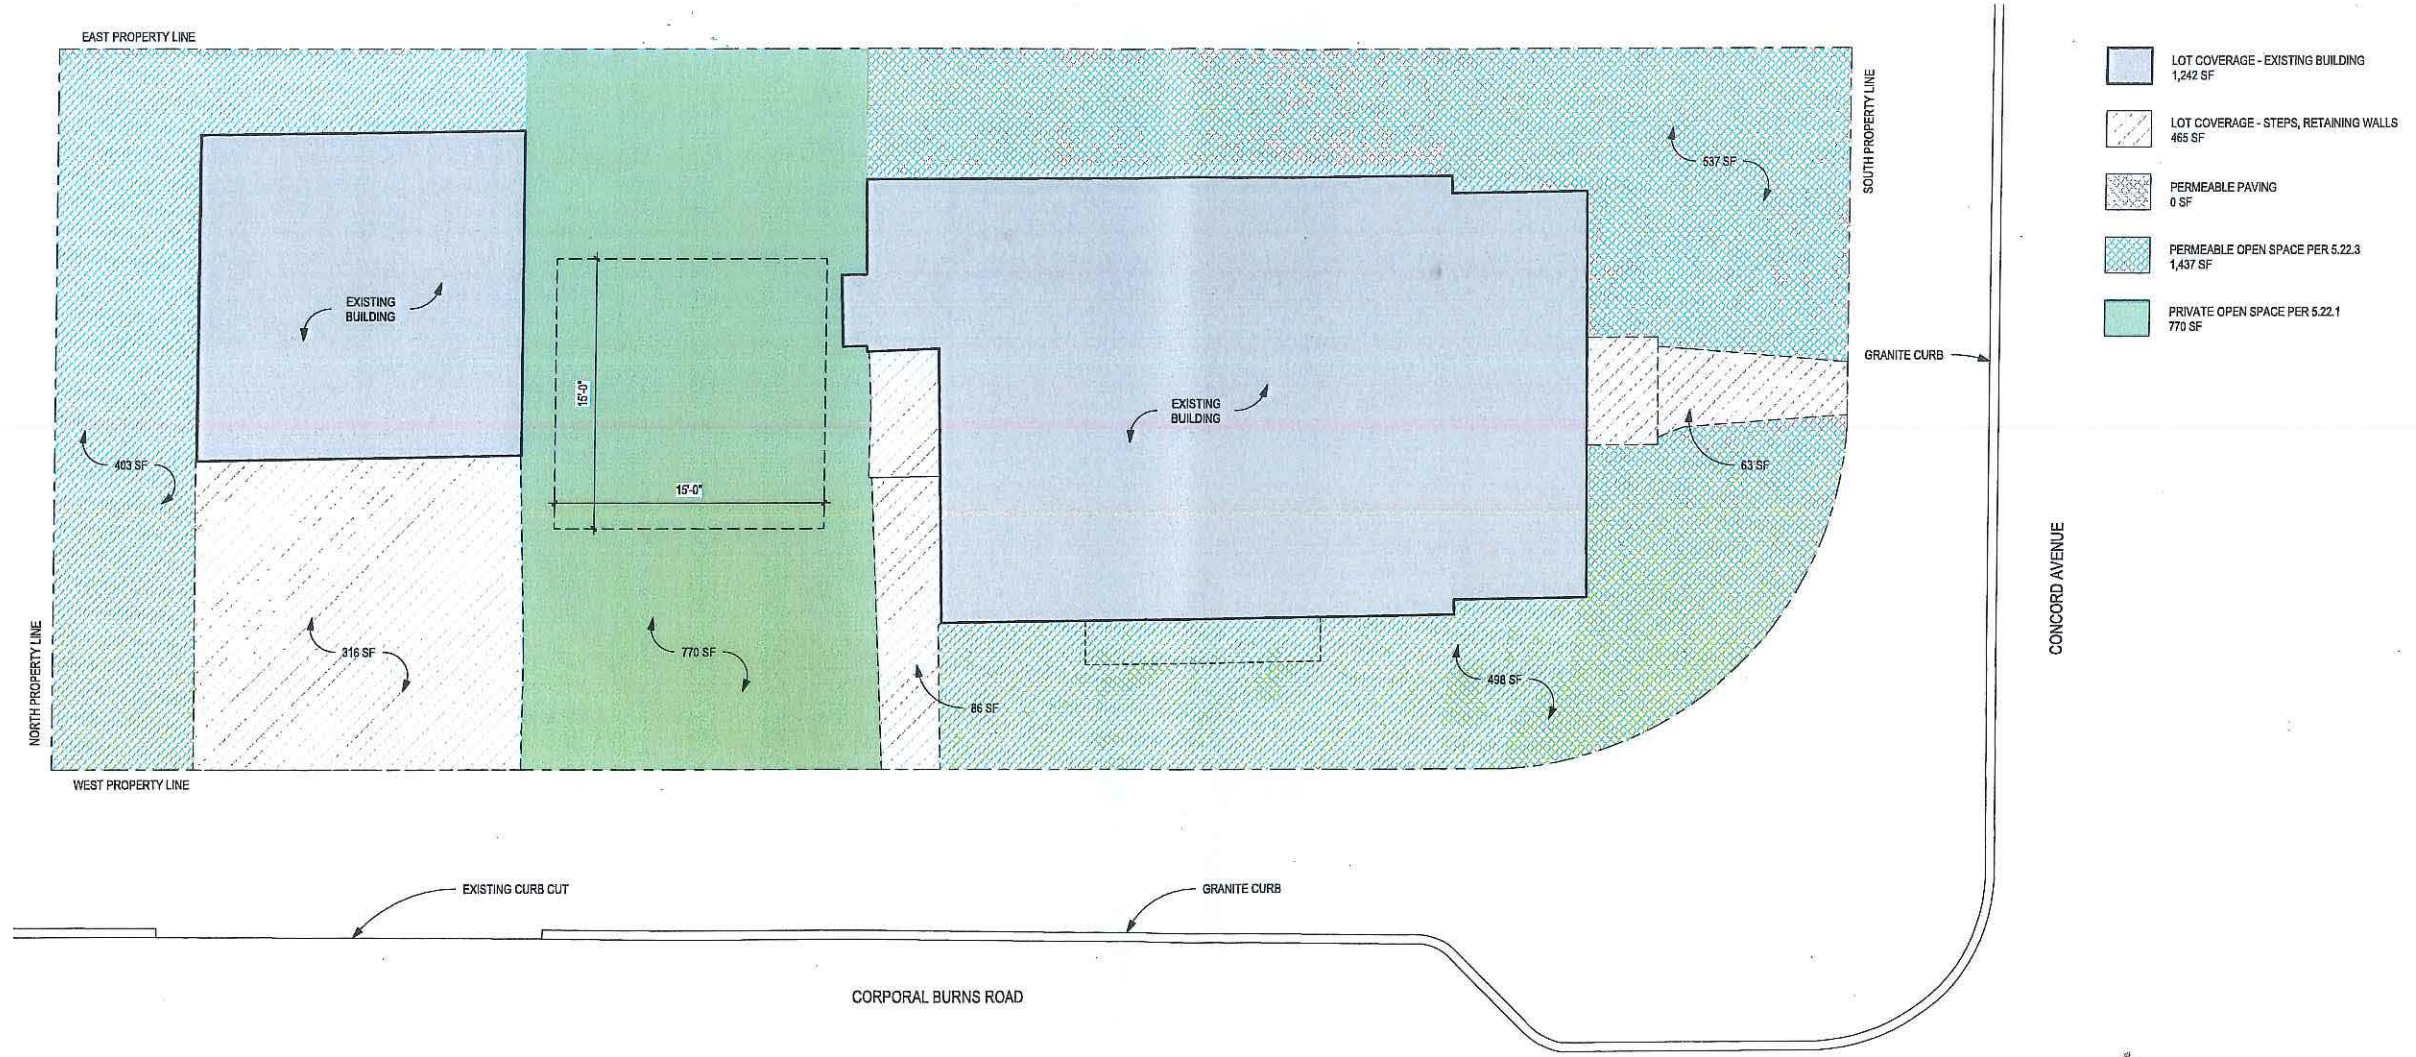 EAST PROPERTY LINE
SOUTH PROPERTY LINE
NORTH PROPERTY LINE
WEST PROPERTY LINE
EXISTING
BUILDING
EXISTING
BUILDING
15'-0"
15'-0"
403 SF
316 SF
770 SF
86 SF
498 SF
63 SF
537 SF
GRANITE CURB
CONCORD AVENUE
EXISTING CURB CUT
GRANITE CURB
CORPORAL BURNS ROAD
LOT COVERAGE - EXISTING BUILDING
1,242 SF
LOT COVERAGE - STEPS, RETAINING WALLS
465 SF
PERMEABLE PAVING
0 SF
PERMEABLE OPEN SPACE PER 5.22.3
1,437 SF
PRIVATE OPEN SPACE PER 5.22.1
770 SF